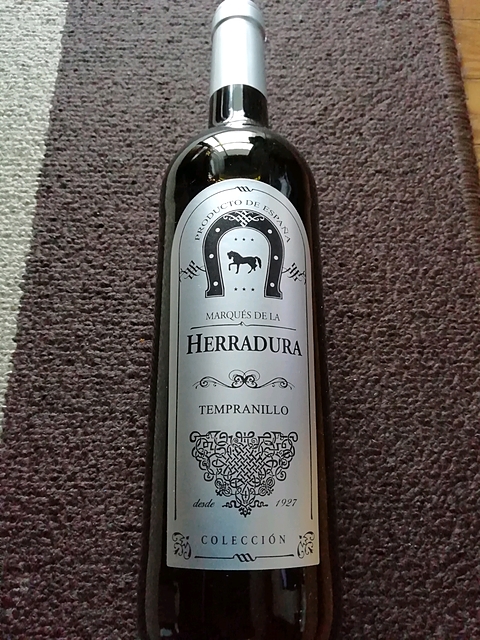 PRODUCTO DE ESPAÑA
MARQUÉS DE LA
HERRADURA
TEMPRANILLO
desde 1927
COLECCIÓN